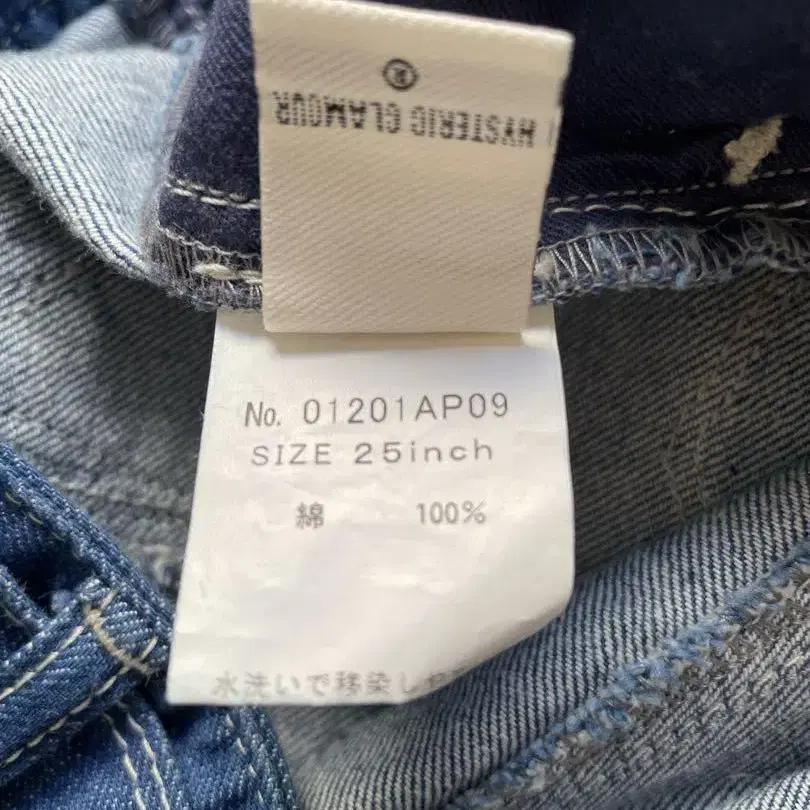 ®
HYSTERIC GLAMOUR
No. 01201AP09
SIZE 25inch
綿 100%
水洗いで移染し